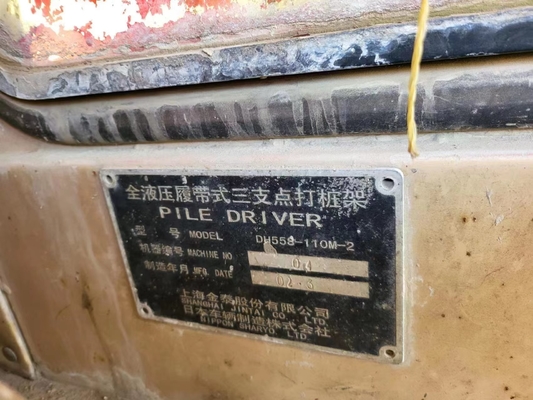 全液压履带式三支点打桩架
PILE DRIVER
型 号 MODEL DH558-110M-2
机器编号 MACHINE NO 04
制造年月 MFG. DATE 02-3
上海金泰股份有限公司
SHANGHAI JINTAI CO. LTD.
日本车辆制造株式会社
NIPPON SHARYO. LTD.